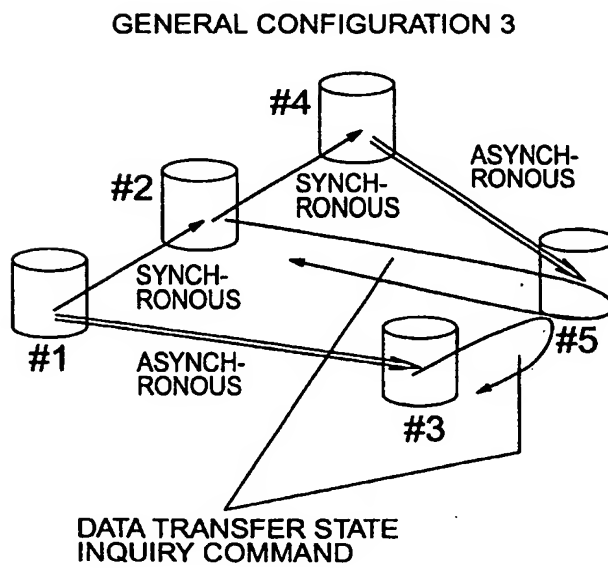 GENERAL CONFIGURATION 3
#4
ASYNCH-
RONOUS
#2
SYNCH-
RONOUS
SYNCH-
RONOUS
#5
#1
ASYNCH-
RONOUS
#3
DATA TRANSFER STATE
INQUIRY COMMAND